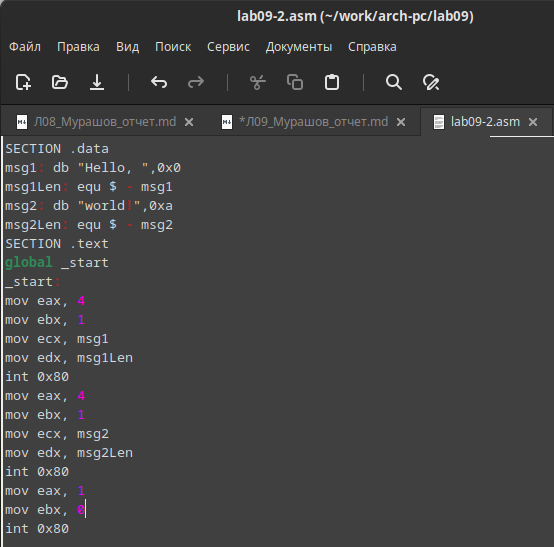 lab09-2.asm (~/work/arch-pc/lab09)
Файл Правка Вид Поиск Сервис Документы Справка
Л08_Мурашов_отчет.md *Л09_Мурашов_отчет.md lab09-2.asm
SECTION .data
msg1: db "Hello, ",0x0
msg1Len: equ $ - msg1
msg2: db "world!",0xa
msg2Len: equ $ - msg2
SECTION .text
global _start
_start:
mov eax, 4
mov ebx, 1
mov ecx, msg1
mov edx, msg1Len
int 0x80
mov eax, 4
mov ebx, 1
mov ecx, msg2
mov edx, msg2Len
int 0x80
mov eax, 1
mov ebx, 0
int 0x80